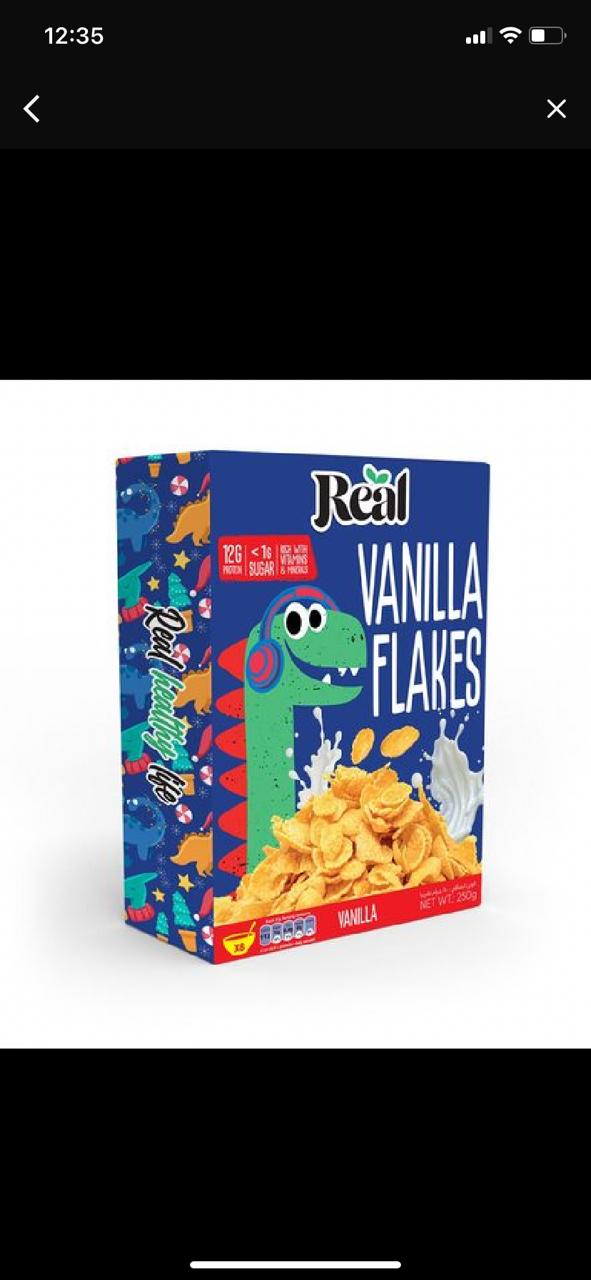 12:35
Real
12G
PROTEIN
< 1G
SUGAR
RICH WITH
VITAMINS
& MINERALS
VANILLA
FLAKES
Real healthy life
X8
VANILLA
NET WT.: 250g